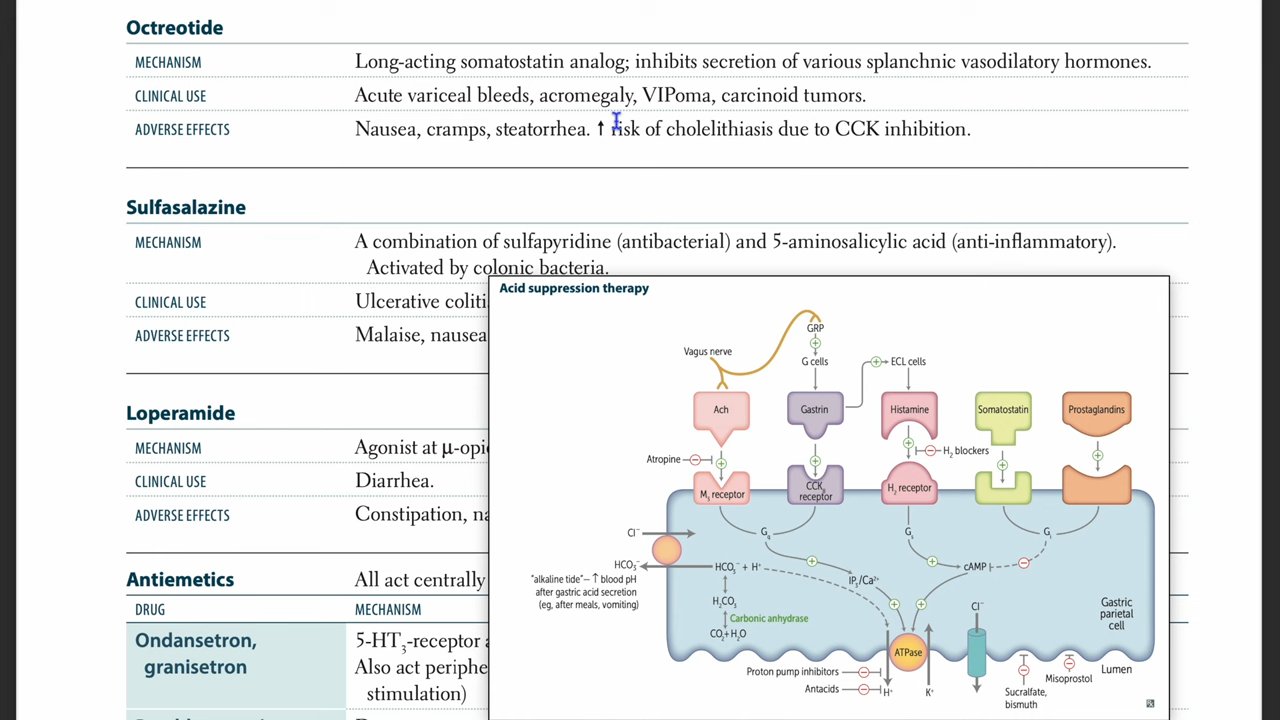 Octreotide
MECHANISM Long-acting somatostatin analog; inhibits secretion of various splanchnic vasodilatory hormones.
CLINICAL USE Acute variceal bleeds, acromegaly, VIPoma, carcinoid tumors.
ADVERSE EFFECTS Nausea, cramps, steatorrhea. ↑ risk of cholelithiasis due to CCK inhibition.
Sulfasalazine
MECHANISM A combination of sulfapyridine (antibacterial) and 5-aminosalicylic acid (anti-inflammatory).
Activated by colonic bacteria.
CLINICAL USE Ulcerative coliti
ADVERSE EFFECTS Malaise, nausea
Loperamide
MECHANISM Agonist at μ-opi
CLINICAL USE Diarrhea.
ADVERSE EFFECTS Constipation, na
Antiemetics All act centrally
DRUG MECHANISM
Ondansetron, 5-HT3-receptor a
granisetron Also act periphe
stimulation)
Acid suppression therapy
GRP
Vagus nerve
G cells
ECL cells
Ach
Gastrin
Histamine
Somatostatin
Prostaglandins
Atropine
H2 blockers
M3 receptor
CCKB receptor
H2 receptor
Cl⁻
Gq
Gs
Gi
HCO3⁻
HCO3⁻ + H⁺
IP3/Ca²⁺
cAMP
"alkaline tide"—↑ blood pH
after gastric acid secretion
(eg, after meals, vomiting)
H2CO3
Carbonic anhydrase
CO2 + H2O
Cl⁻
Gastric
parietal
cell
ATPase
Proton pump inhibitors
Antacids
H⁺
K⁺
Lumen
Misoprostol
Sucralfate,
bismuth